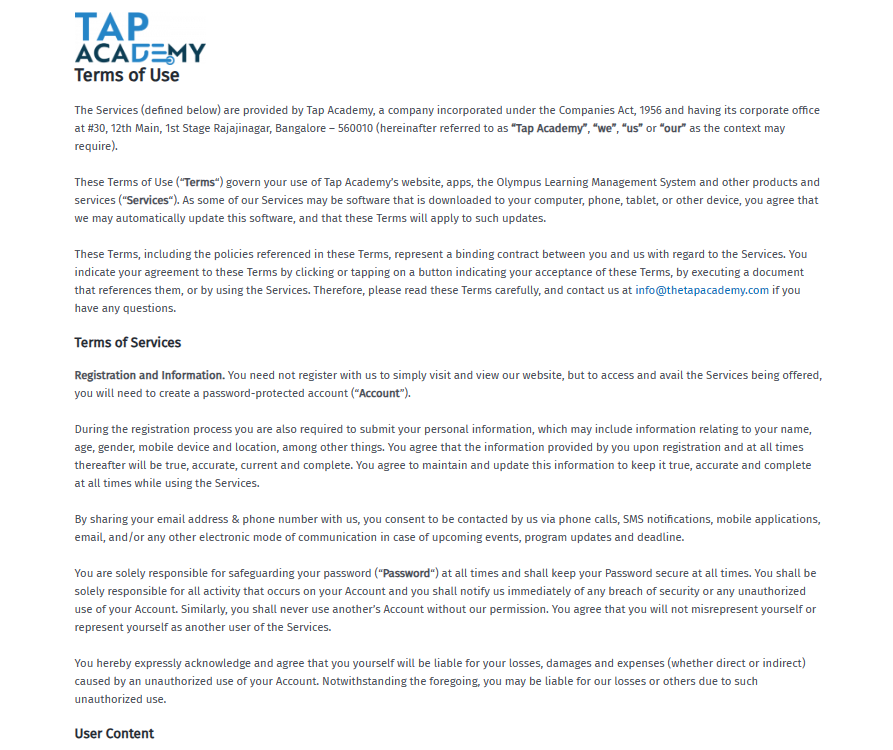 TAP
ACADEMY
Terms of Use
The Services (defined below) are provided by Tap Academy, a company incorporated under the Companies Act, 1956 and having its corporate office
at #30, 12th Main, 1st Stage Rajajinagar, Bangalore – 560010 (hereinafter referred to as “Tap Academy”, “we”, “us” or “our” as the context may
require).
These Terms of Use (“Terms“) govern your use of Tap Academy’s website, apps, the Olympus Learning Management System and other products and
services (“Services“). As some of our Services may be software that is downloaded to your computer, phone, tablet, or other device, you agree that
we may automatically update this software, and that these Terms will apply to such updates.
These Terms, including the policies referenced in these Terms, represent a binding contract between you and us with regard to the Services. You
indicate your agreement to these Terms by clicking or tapping on a button indicating your acceptance of these Terms, by executing a document
that references them, or by using the Services. Therefore, please read these Terms carefully, and contact us at info@thetapacademy.com if you
have any questions.
Terms of Services
Registration and Information. You need not register with us to simply visit and view our website, but to access and avail the Services being offered,
you will need to create a password-protected account (“Account”).
During the registration process you are also required to submit your personal information, which may include information relating to your name,
age, gender, mobile device and location, among other things. You agree that the information provided by you upon registration and at all times
thereafter will be true, accurate, current and complete. You agree to maintain and update this information to keep it true, accurate and complete
at all times while using the Services.
By sharing your email address & phone number with us, you consent to be contacted by us via phone calls, SMS notifications, mobile applications,
email, and/or any other electronic mode of communication in case of upcoming events, program updates and deadline.
You are solely responsible for safeguarding your password (“Password“) at all times and shall keep your Password secure at all times. You shall be
solely responsible for all activity that occurs on your Account and you shall notify us immediately of any breach of security or any unauthorized
use of your Account. Similarly, you shall never use another’s Account without our permission. You agree that you will not misrepresent yourself or
represent yourself as another user of the Services.
You hereby expressly acknowledge and agree that you yourself will be liable for your losses, damages and expenses (whether direct or indirect)
caused by an unauthorized use of your Account. Notwithstanding the foregoing, you may be liable for our losses or others due to such
unauthorized use.
User Content